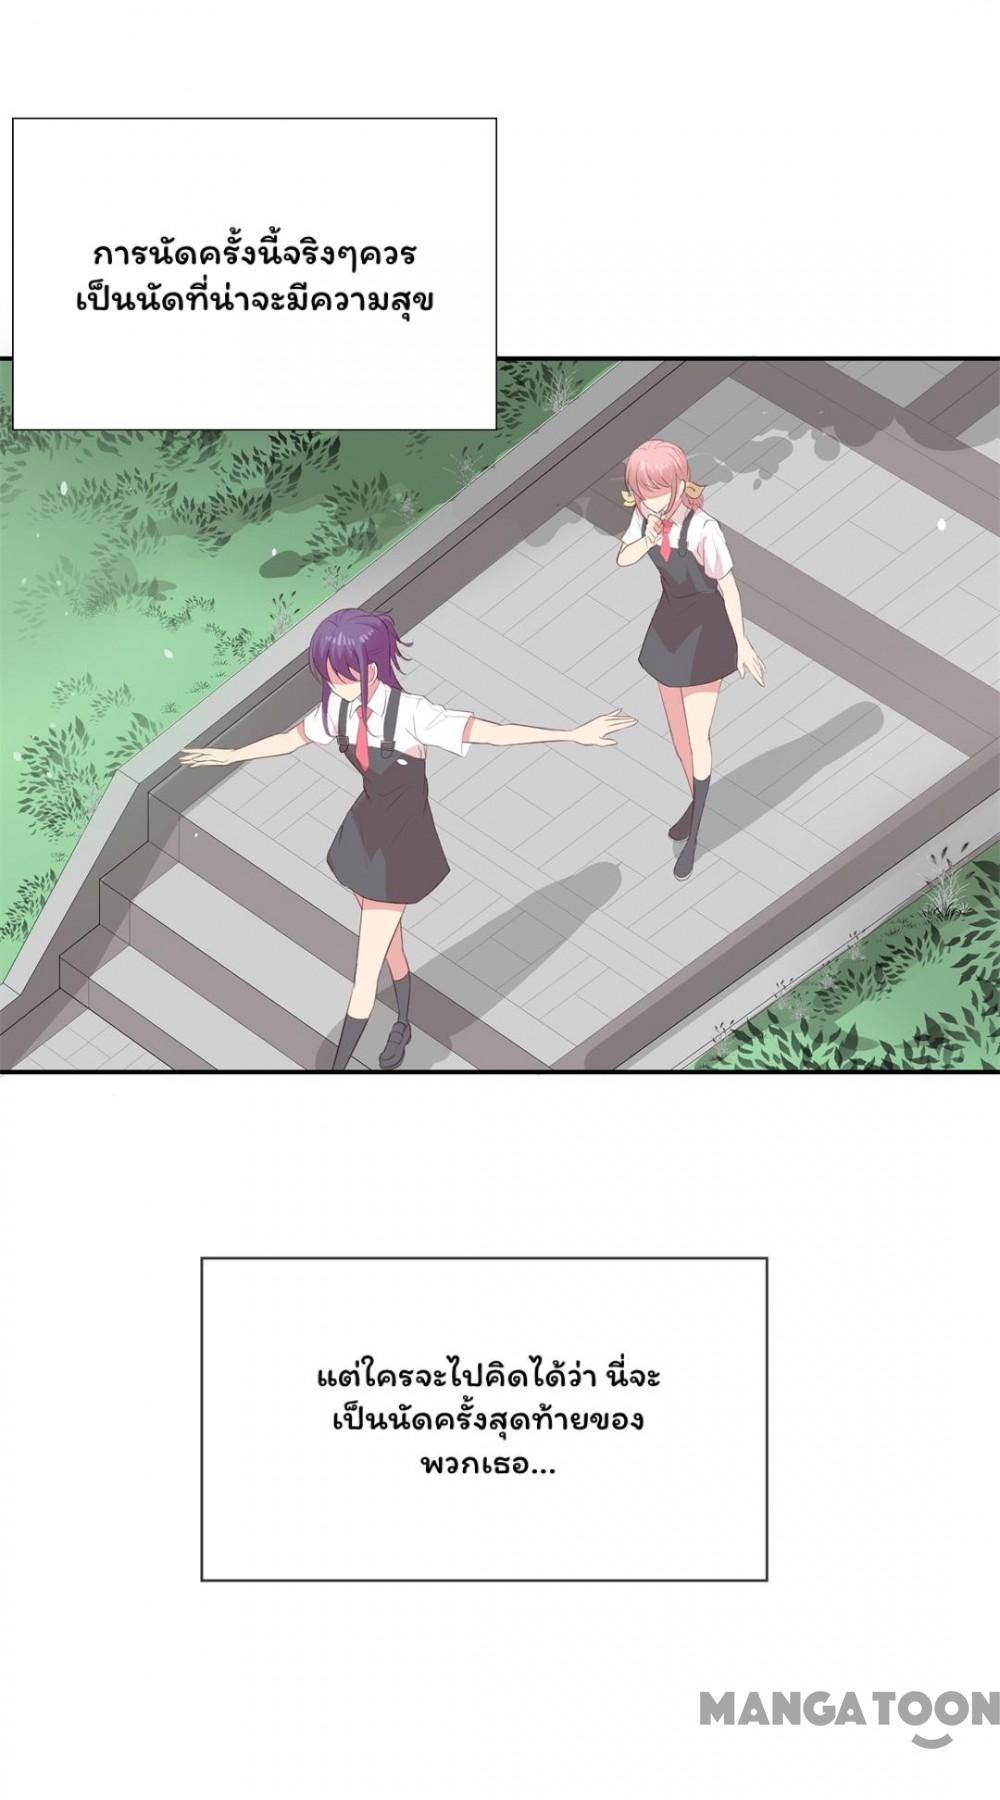 การนัดครั้งนี้จริงๆควร
เป็นนัดที่น่าจะมีความสุข
แต่ใครจะไปคิดได้ว่า นี่จะ
เป็นนัดครั้งสุดท้ายของ
พวกเธอ...
MANGATOON